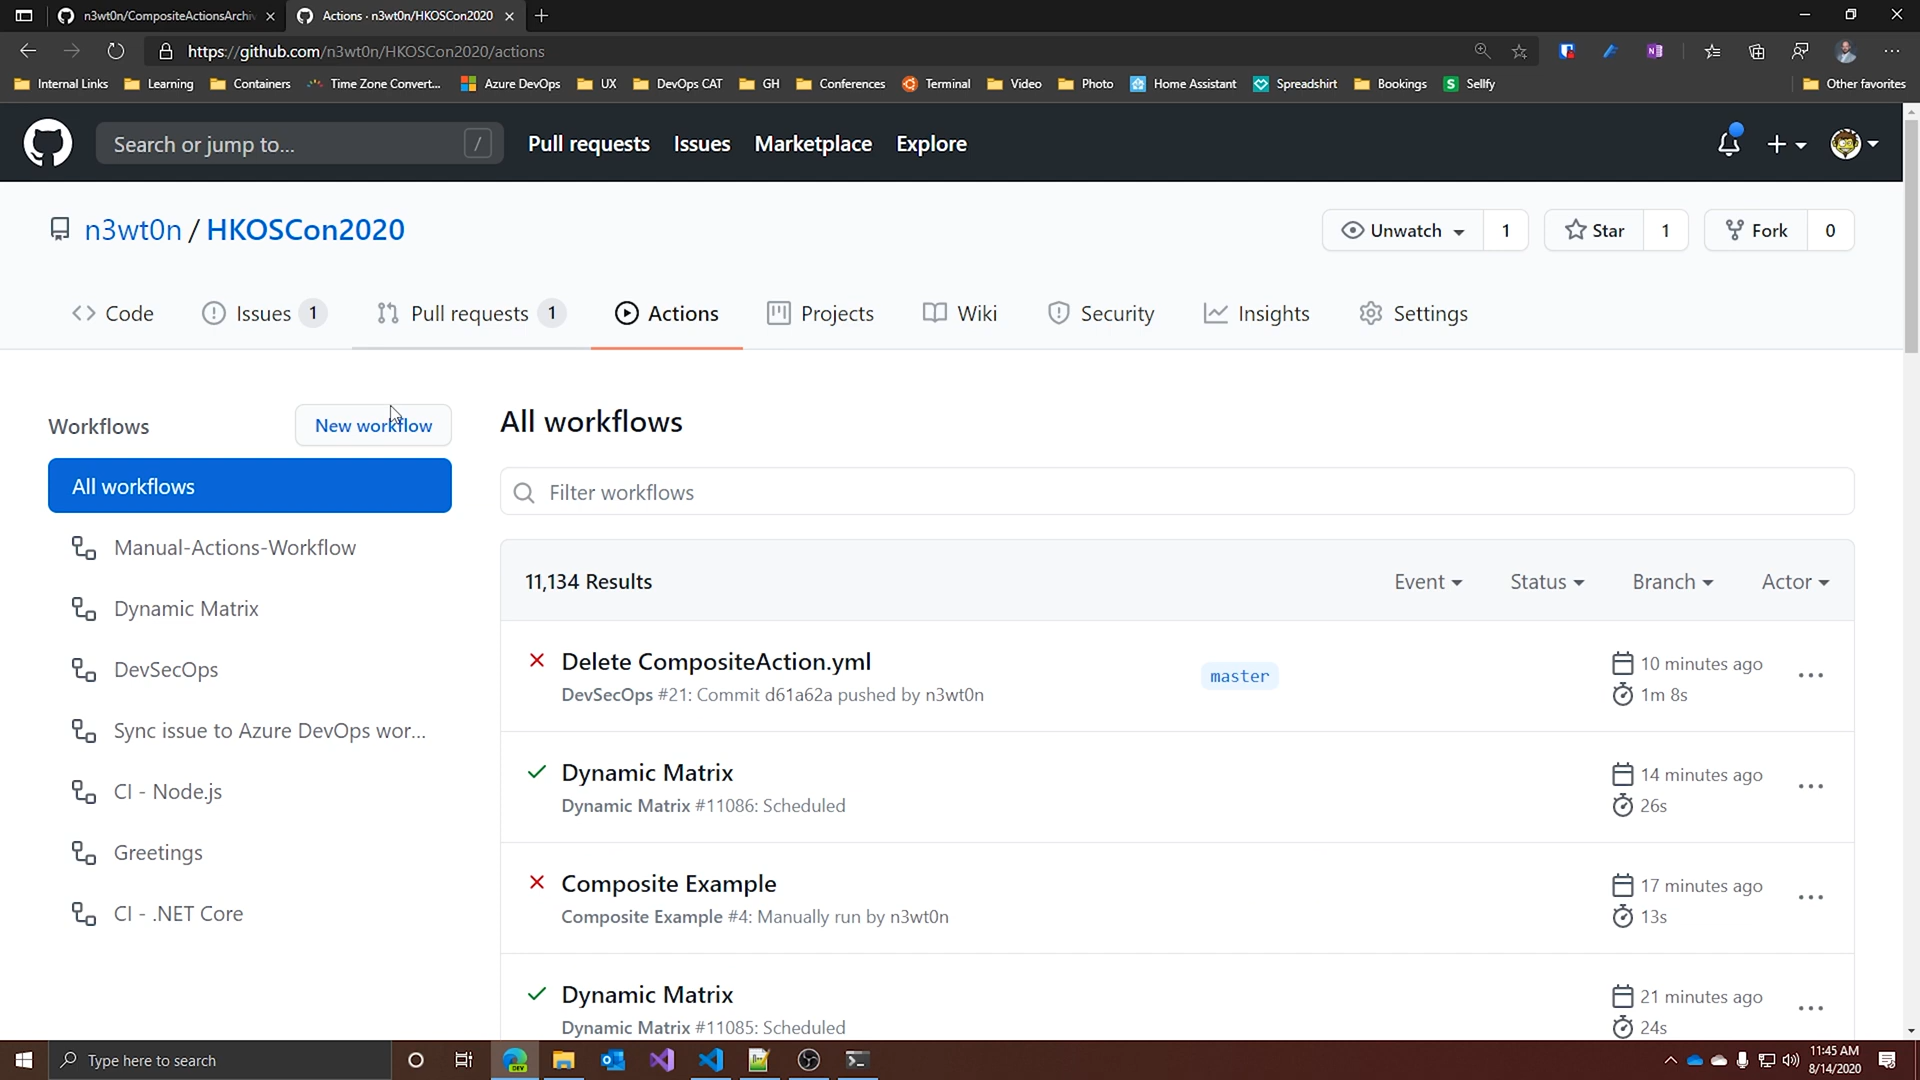 n3wt0n/CompositeActionsArchiv
Actions · n3wt0n/HKOSCon2020
https://github.com/n3wt0n/HKOSCon2020/actions
Internal Links
Learning
Containers
Time Zone Convert...
Azure DevOps
UX
DevOps CAT
GH
Conferences
Terminal
Video
Photo
Home Assistant
Spreadshirt
Bookings
S Sellfy
Other favorites
Search or jump to... /
Pull requests
Issues
Marketplace
Explore
n3wt0n / HKOSCon2020
Unwatch 1
Star 1
Fork 0
Code
Issues 1
Pull requests 1
Actions
Projects
Wiki
Security
Insights
Settings
Workflows
New workflow
All workflows
Manual-Actions-Workflow
Dynamic Matrix
DevSecOps
Sync issue to Azure DevOps wor...
CI - Node.js
Greetings
CI - .NET Core
All workflows
Filter workflows
11,134 Results
Event
Status
Branch
Actor
Delete CompositeAction.yml
DevSecOps #21: Commit d61a62a pushed by n3wt0n
master
10 minutes ago
1m 8s
Dynamic Matrix
Dynamic Matrix #11086: Scheduled
14 minutes ago
26s
Composite Example
Composite Example #4: Manually run by n3wt0n
17 minutes ago
13s
Dynamic Matrix
Dynamic Matrix #11085: Scheduled
21 minutes ago
24s
Type here to search
DEV
11:45 AM
8/14/2020